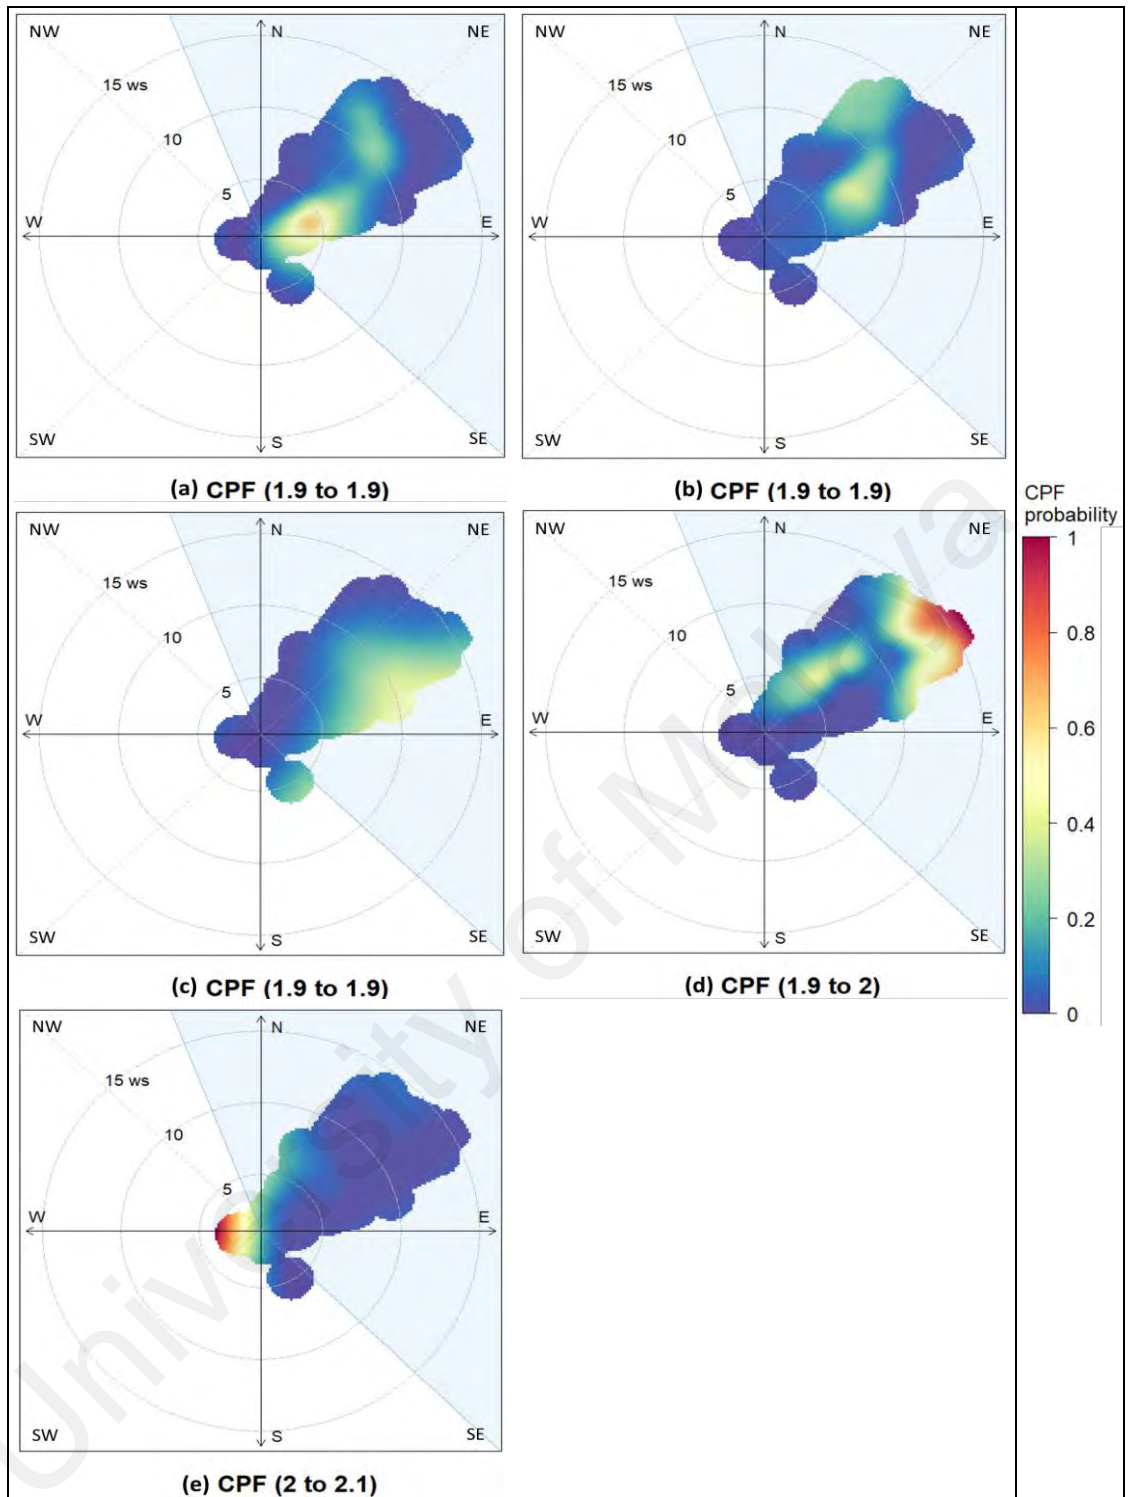 NW
N
NE
15 ws
10
5
W
E
SW
S
SE
(a) CPF (1.9 to 1.9)
NW
N
NE
15 ws
10
5
W
E
SW
S
SE
(b) CPF (1.9 to 1.9)
NW
N
NE
15 ws
10
5
W
E
SW
S
SE
(c) CPF (1.9 to 1.9)
NW
N
NE
15 ws
10
5
W
E
SW
S
SE
(d) CPF (1.9 to 2)
NW
N
NE
15 ws
10
5
W
E
SW
S
SE
(e) CPF (2 to 2.1)
CPF
probability
1
0.8
0.6
0.4
0.2
0
University of Malaya